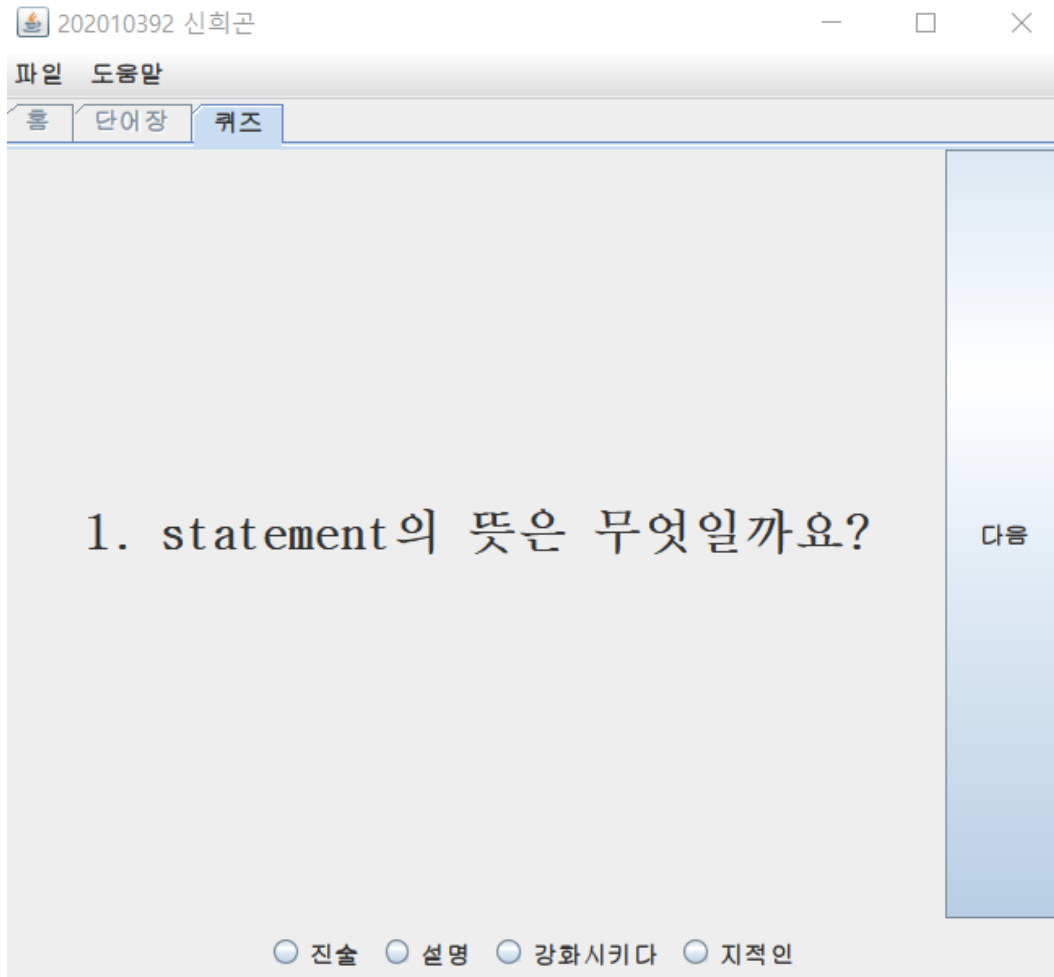 202010392 신희곤
파일 도움말
홈 단어장 퀴즈
1. statement의 뜻은 무엇일까요?
다음
진술 설명 강화시키다 지적인